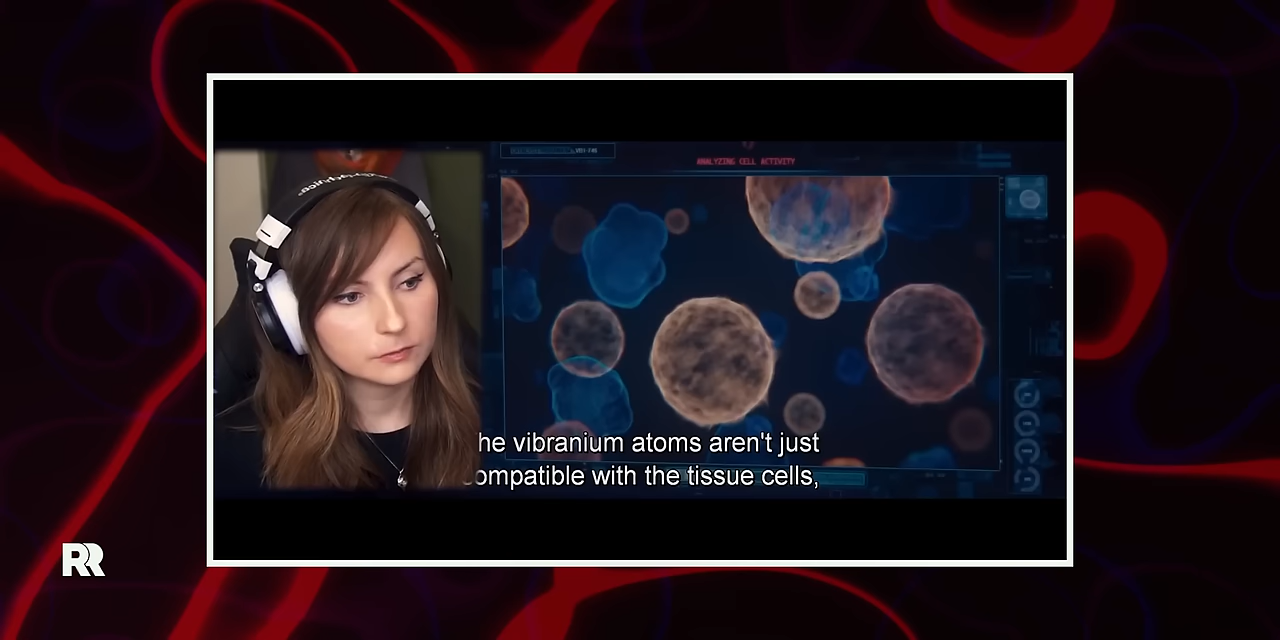 ANALYZING CELL ACTIVITY
he vibranium atoms aren't just
ompatible with the tissue cells,
RR